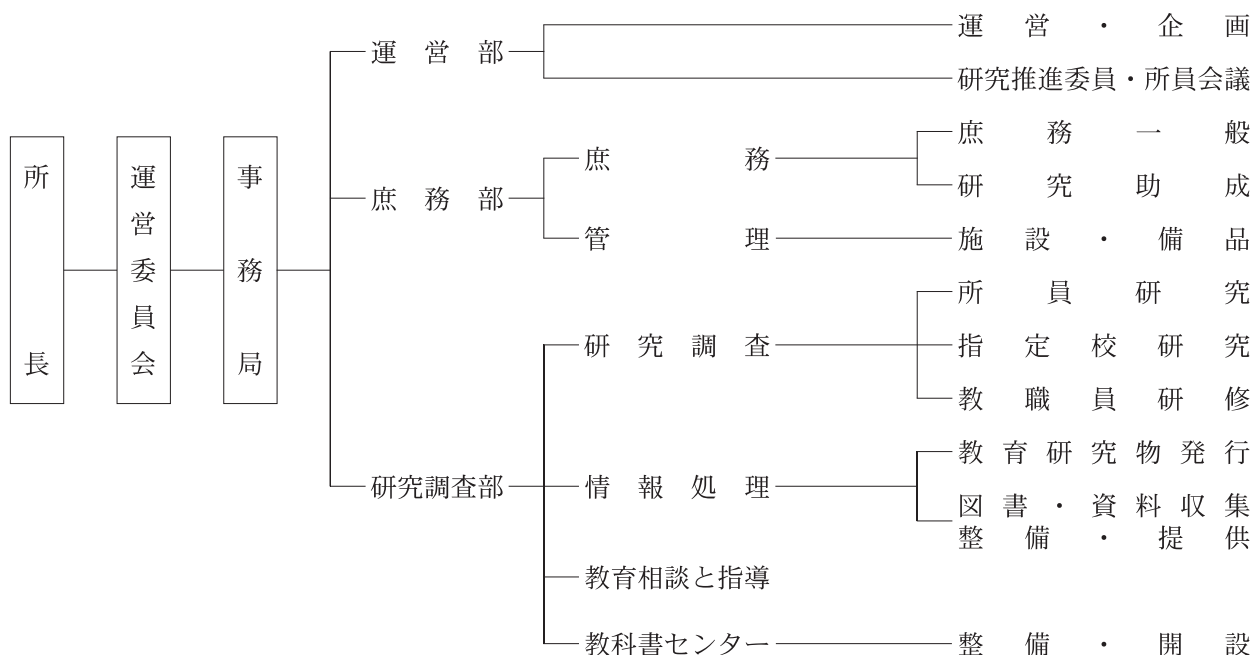 所長
運営委員会
事務局
運営部
運営・企画
研究推進委員・所員会議
庶務部
庶務
庶務一般
研究助成
管理
施設・備品
研究調査部
研究調査
所員研究
指定校研究
教職員研修
情報処理
教育研究物発行
図書・資料収集
整備・提供
教育相談と指導
教科書センター
整備・開設